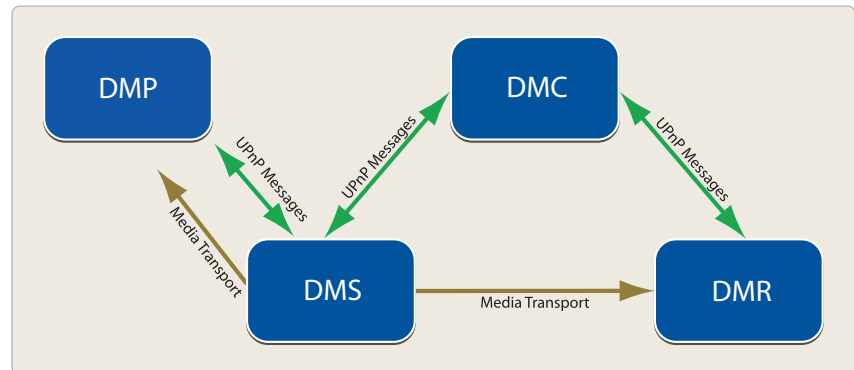 DMP
DMC
UPnP Messages
UPnP Messages
UPnP Messages
Media Transport
DMS
Media Transport
DMR